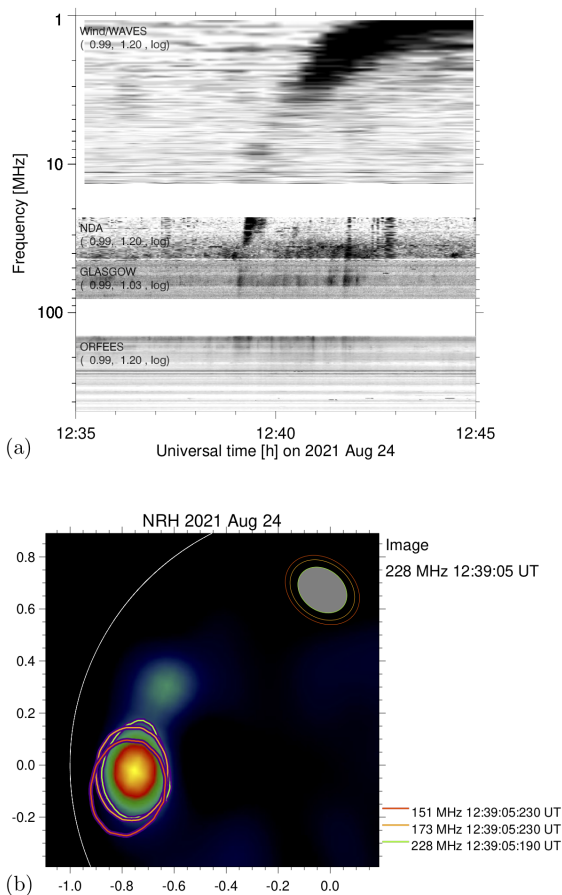 1
Wind/WAVES
( 0.99, 1.20, log)
10
Frequency [MHz]
NDA
( 0.99, 1.20, log)
GLASGOW
( 0.99, 1.03 , log)
100
ORFEES
( 0.99, 1.20, log)
12:35 12:40 12:45
(a) Universal time [h] on 2021 Aug 24
NRH 2021 Aug 24
Image
228 MHz 12:39:05 UT
0.8
0.6
0.4
0.2
0.0
-0.2
151 MHz 12:39:05:230 UT
173 MHz 12:39:05:230 UT
228 MHz 12:39:05:190 UT
(b)
-1.0 -0.8 -0.6 -0.4 -0.2 0.0